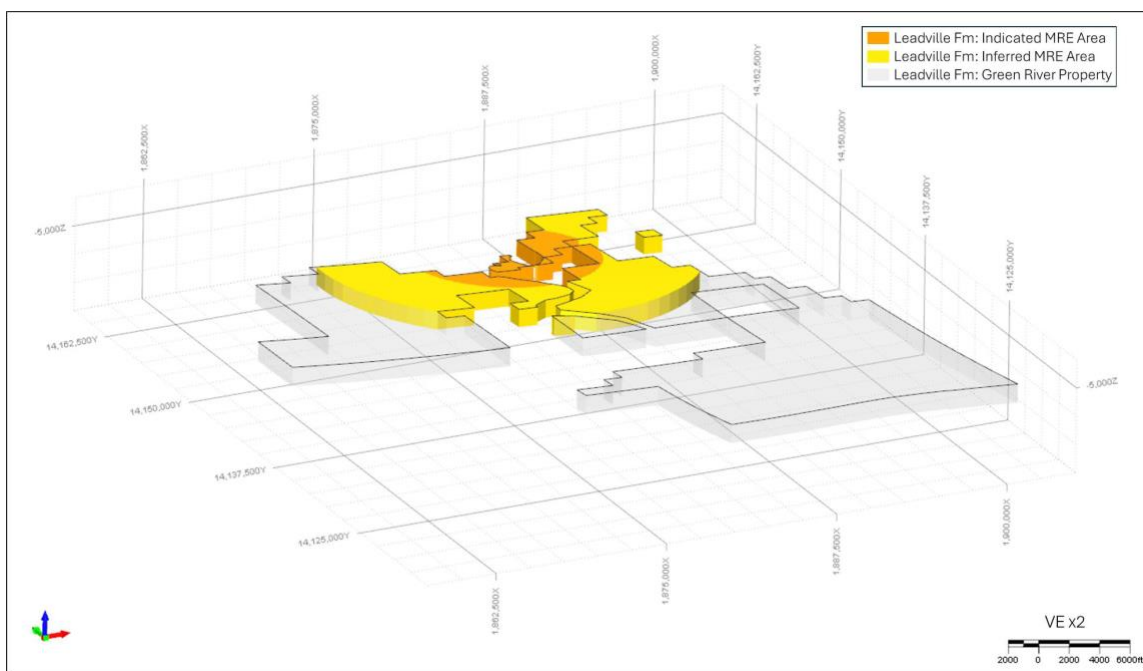 Leadville Fm: Indicated MRE Area
Leadville Fm: Inferred MRE Area
Leadville Fm: Green River Property
1,862,500X
1,875,000X
1,887,500X
1,900,000X
14,162,500Y
14,150,000Y
14,137,500Y
14,125,000Y
-5,000Z
-5,000Z
14,162,500Y
14,150,000Y
14,137,500Y
14,125,000Y
1,862,500X
1,875,000X
1,887,500X
1,900,000X
VE x2
2000 0 2000 4000 6000ft